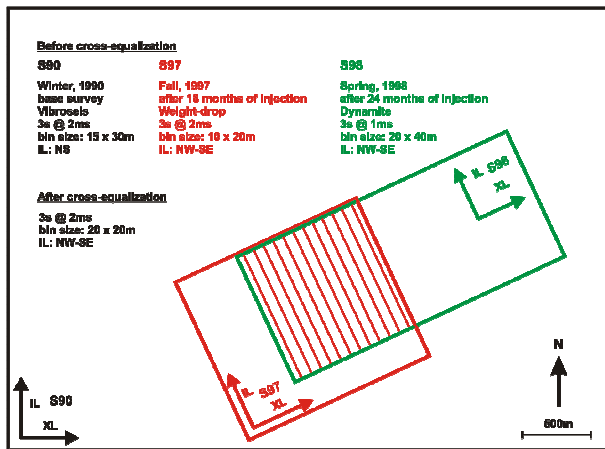 Before cross-equalization
S90
Winter, 1990
base survey
Vibroseis
3s @ 2ms
bin size: 15 x 30m
IL: NS
S97
Fall, 1997
after 18 months of injection
Weight-drop
3s @ 2ms
bin size: 10 x 20m
IL: NW-SE
S98
Spring, 1998
after 24 months of injection
Dynamite
3s @ 1ms
bin size: 20 x 40m
IL: NW-SE
After cross-equalization
3s @ 2ms
bin size: 20 x 20m
IL: NW-SE
IL S98
XL
IL S97
XL
IL S90
XL
N
500m